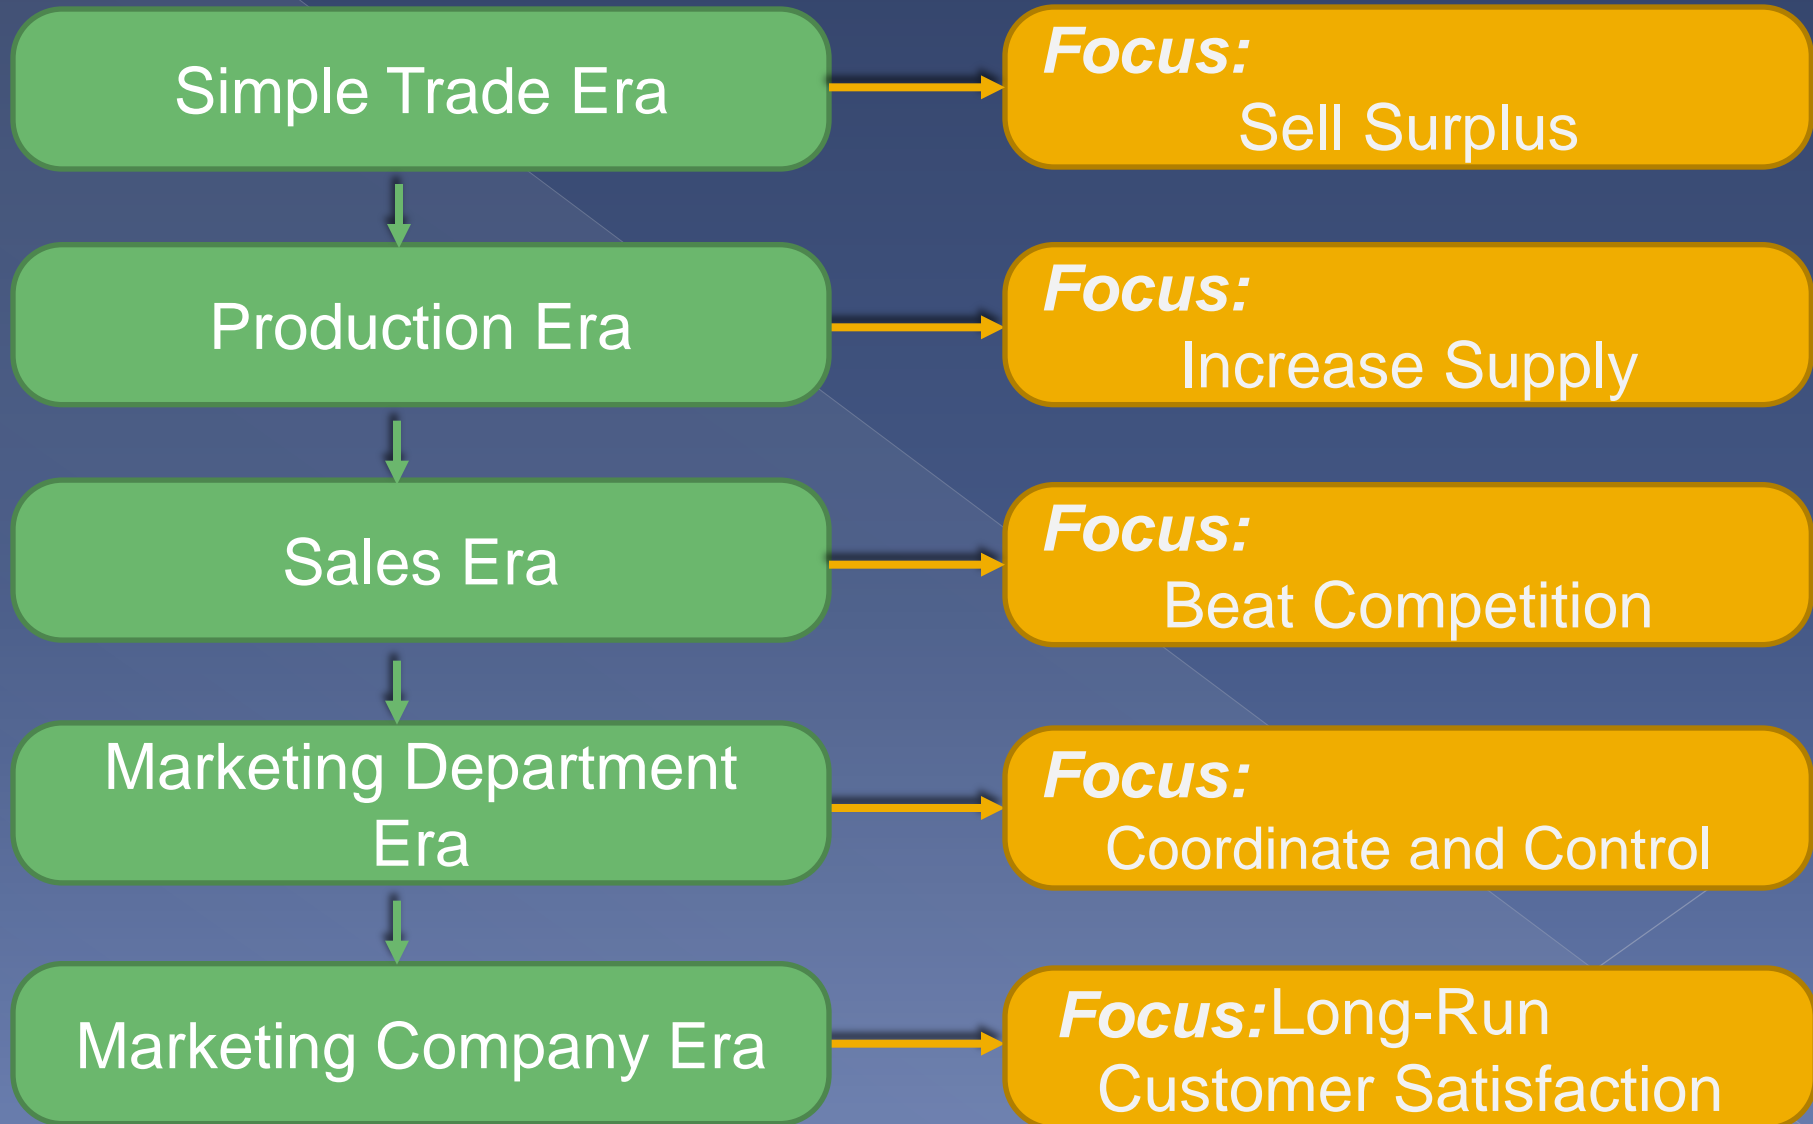 Simple Trade Era
Focus:
Sell Surplus
Production Era
Focus:
Increase Supply
Sales Era
Focus:
Beat Competition
Marketing Department
Era
Focus:
Coordinate and Control
Marketing Company Era
Focus:Long-Run
Customer Satisfaction